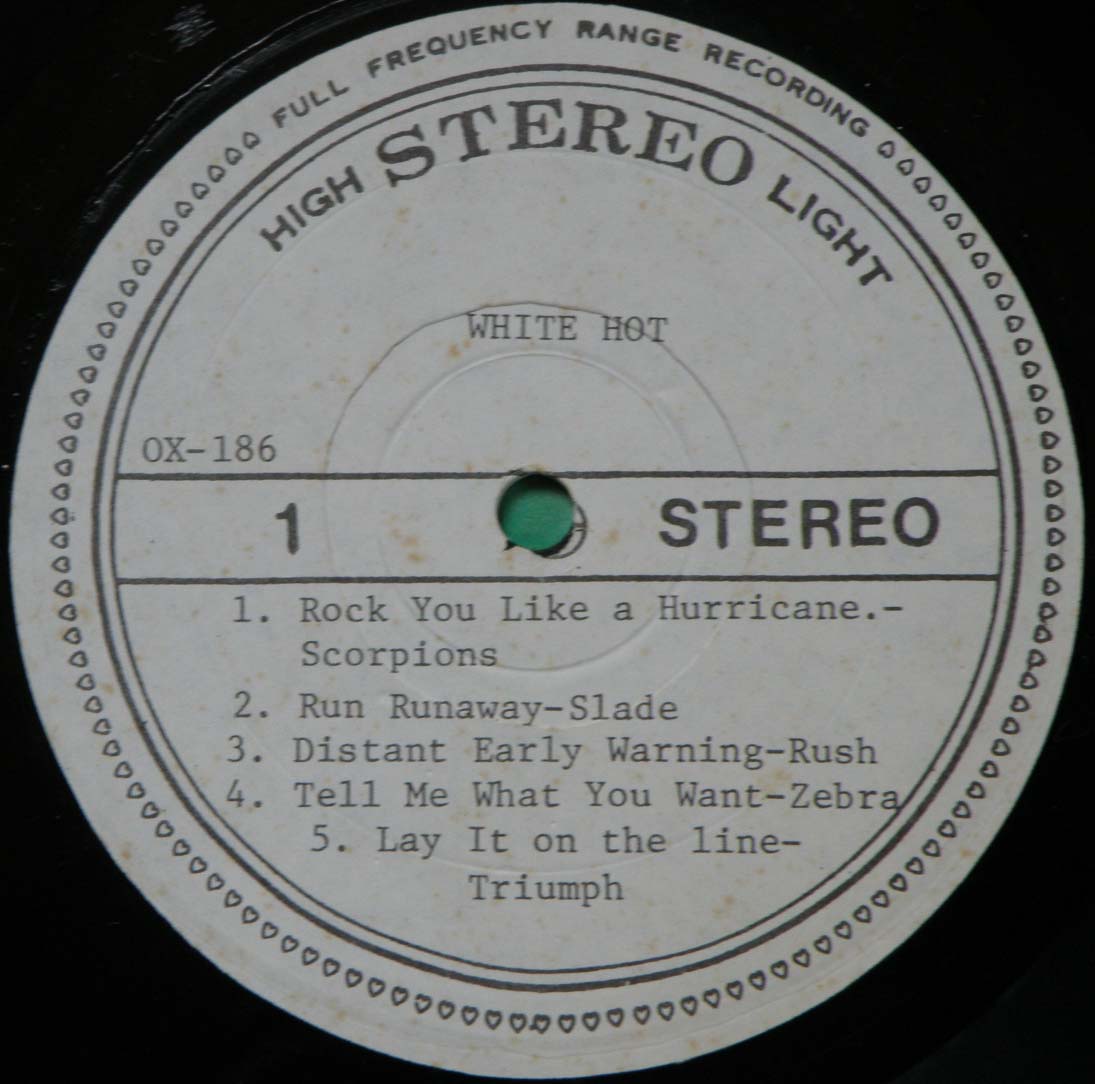 FULL FREQUENCY RANGE RECORDING
HIGH STEREO LIGHT
WHITE HOT
OX-186
1 STEREO
1. Rock You Like a Hurricane.-
Scorpions
2. Run Runaway-Slade
3. Distant Early Warning-Rush
4. Tell Me What You Want-Zebra
5. Lay It on the line-
Triumph